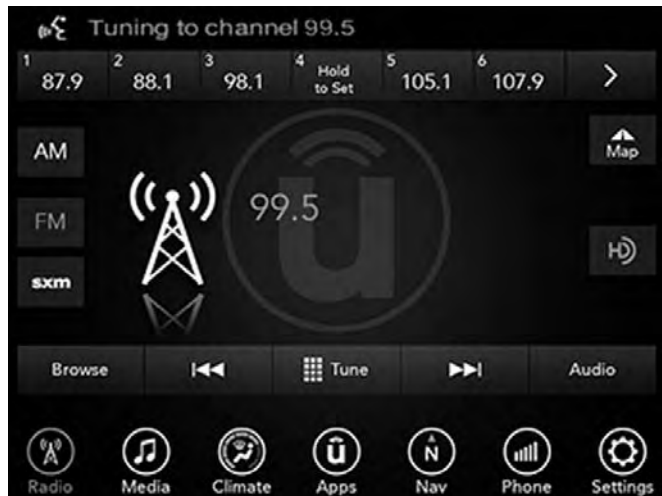 Tuning to channel 99.5
1 87.9 2 88.1 3 98.1 4 Hold to Set 5 105.1 6 107.9
AM
Map
99.5
FM
HD
sxm
Browse Tune Audio
Radio Media Climate Apps Nav Phone Settings